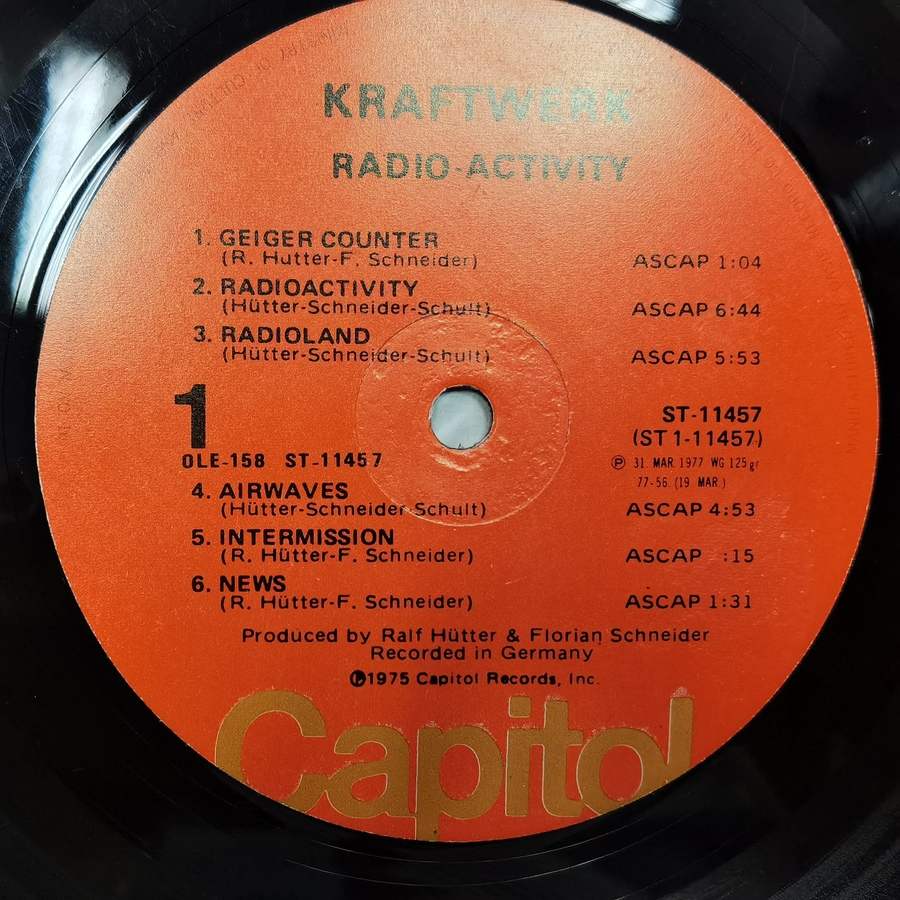 KRAFTWERK
RADIO-ACTIVITY
1. GEIGER COUNTER
(R. Hutter-F. Schneider) ASCAP 1:04
2. RADIOACTIVITY
(Hütter-Schneider-Schult) ASCAP 6:44
3. RADIOLAND
(Hütter-Schneider-Schult) ASCAP 5:53
1
ST-11457
(ST 1-11457)
OLE-158 ST-11457
Ⓟ 31. MAR. 1977 WG 125gr
77-56. (19. MAR.)
4. AIRWAVES
(Hütter-Schneider-Schult) ASCAP 4:53
5. INTERMISSION
(R. Hütter-F. Schneider) ASCAP :15
6. NEWS
(R. Hütter-F. Schneider) ASCAP 1:31
Produced by Ralf Hütter & Florian Schneider
Recorded in Germany
Ⓟ1975 Capitol Records, Inc.
Capitol